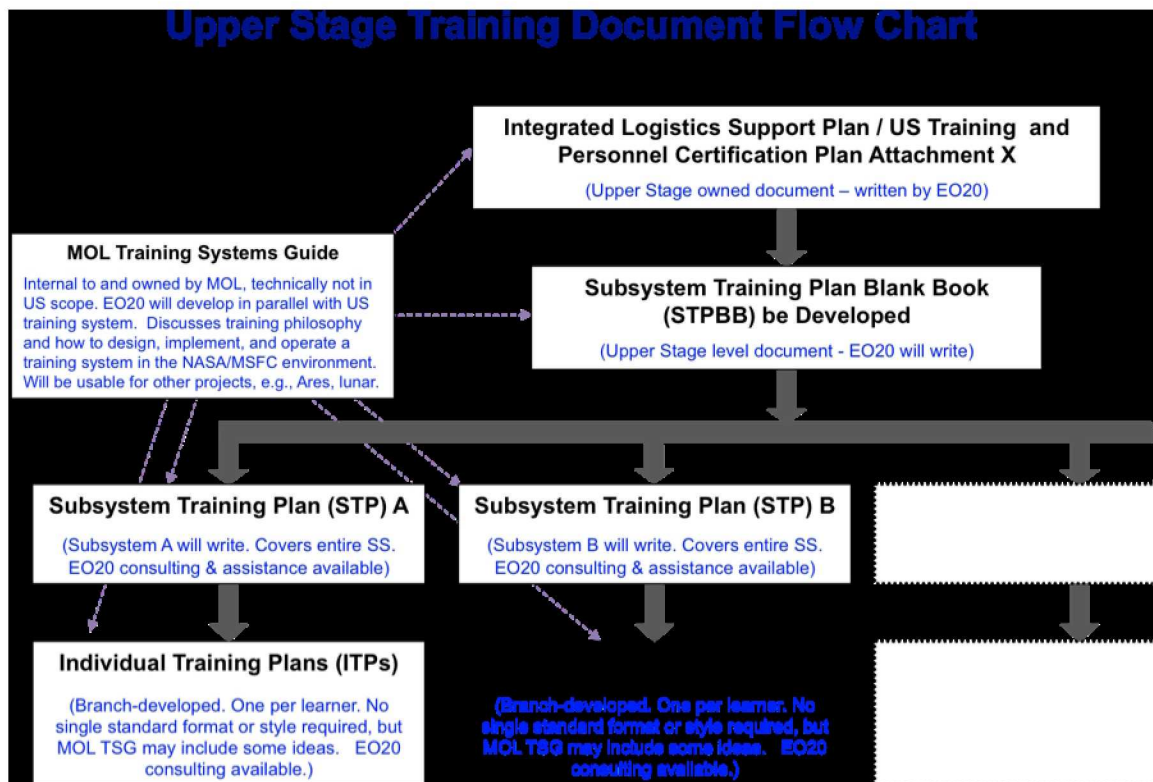 Upper Stage Training Document Flow Chart
Integrated Logistics Support Plan / US Training and
Personnel Certification Plan Attachment X
(Upper Stage owned document – written by EO20)
MOL Training Systems Guide
Internal to and owned by MOL, technically not in
US scope. EO20 will develop in parallel with US
training system. Discusses training philosophy
and how to design, implement, and operate a
training system in the NASA/MSFC environment.
Will be usable for other projects, e.g., Ares, lunar.
Subsystem Training Plan Blank Book
(STPBB) be Developed
(Upper Stage level document - EO20 will write)
Subsystem Training Plan (STP) A
(Subsystem A will write. Covers entire SS.
EO20 consulting & assistance available)
Subsystem Training Plan (STP) B
(Subsystem B will write. Covers entire SS.
EO20 consulting & assistance available)
Individual Training Plans (ITPs)
(Branch-developed. One per learner. No
single standard format or style required, but
MOL TSG may include some ideas. EO20
consulting available.)
(Branch-developed. One per learner. No
single standard format or style required, but
MOL TSG may include some ideas. EO20
consulting available.)